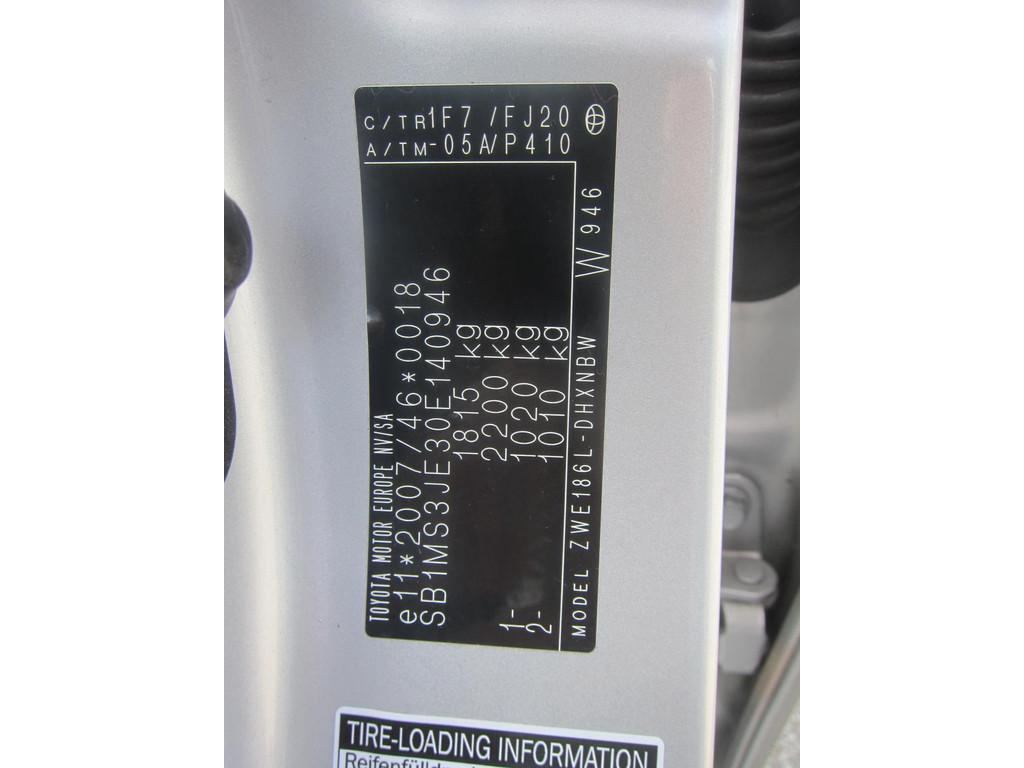 TOYOTA MOTOR EUROPE NV/SA
e11*2007/46*0018
SB1MS3JE30E140946
1815 kg
2200 kg
1- 1020 kg
2- 1010 kg
MODEL ZWE186L-DHXNBW W 946
C/TR 1F7 /FJ20
A/TM -05A/P410
TIRE-LOADING INFORMATION